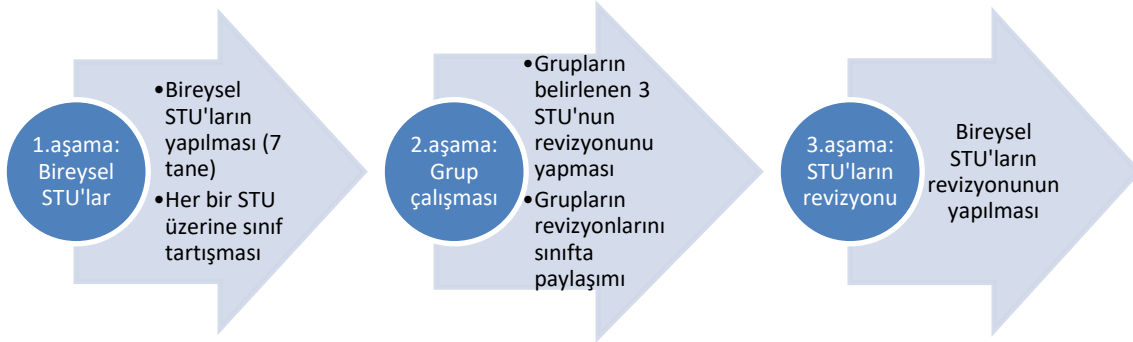 1.aşama:
Bireysel
STU'lar
•Bireysel
STU'ların
yapılması (7
tane)
•Her bir STU
üzerine sınıf
tartışması
2.aşama:
Grup
çalışması
•Grupların
belirlenen 3
STU'nun
revizyonunu
yapması
•Grupların
revizyonlarını
sınıfta
paylaşımı
3.aşama:
STU'ların
revizyonu
Bireysel
STU'ların
revizyonunun
yapılması